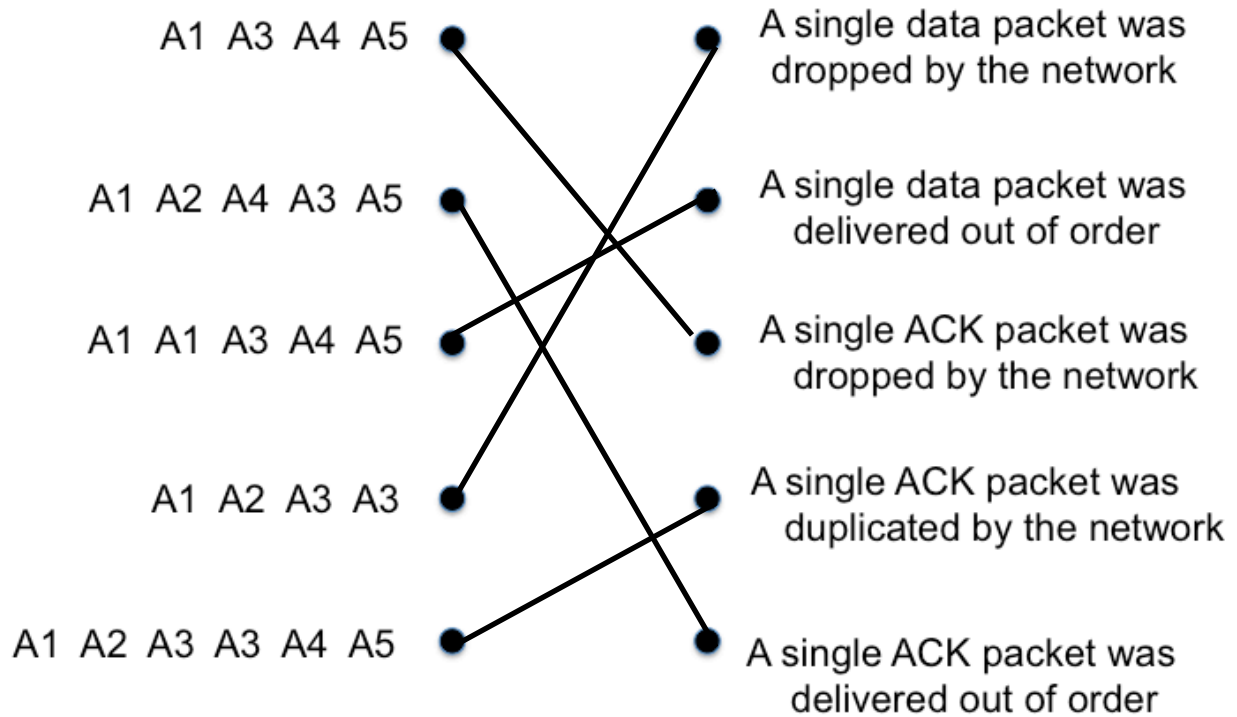 A1 A3 A4 A5
A single data packet was
dropped by the network
A1 A2 A4 A3 A5
A single data packet was
delivered out of order
A1 A1 A3 A4 A5
A single ACK packet was
dropped by the network
A1 A2 A3 A3
A single ACK packet was
duplicated by the network
A1 A2 A3 A3 A4 A5
A single ACK packet was
delivered out of order